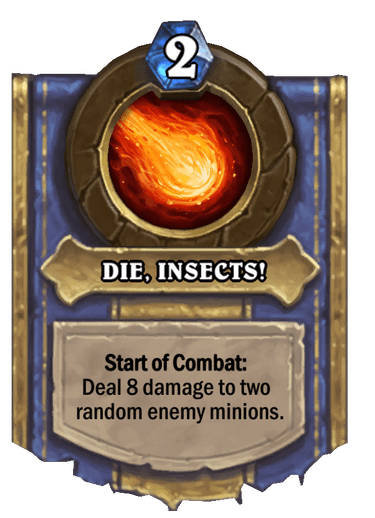 2
DIE, INSECTS!
Start of Combat:
Deal 8 damage to two
random enemy minions.